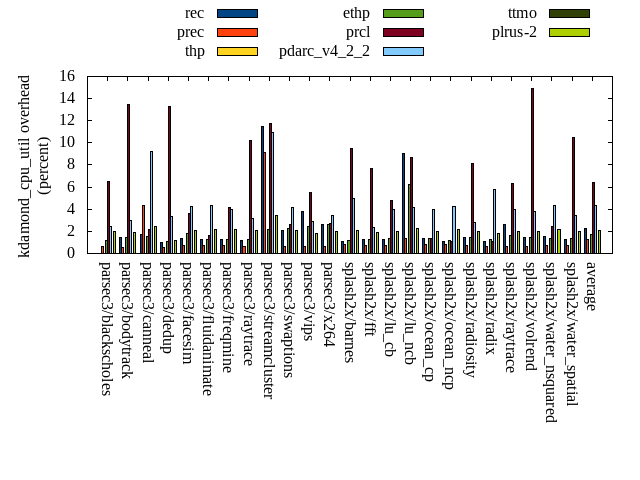 rec ethp ttmo
prec prcl plrus-2
thp pdarc_v4_2_2
kdamond_cpu_util overhead
(percent)
16
14
12
10
8
6
4
2
0
parsec3/blackscholes
parsec3/bodytrack
parsec3/canneal
parsec3/dedup
parsec3/facesim
parsec3/fluidanimate
parsec3/freqmine
parsec3/raytrace
parsec3/streamcluster
parsec3/swaptions
parsec3/vips
parsec3/x264
splash2x/barnes
splash2x/fft
splash2x/lu_cb
splash2x/lu_ncb
splash2x/ocean_cp
splash2x/ocean_ncp
splash2x/radiosity
splash2x/radix
splash2x/raytrace
splash2x/volrend
splash2x/water_nsquared
splash2x/water_spatial
average